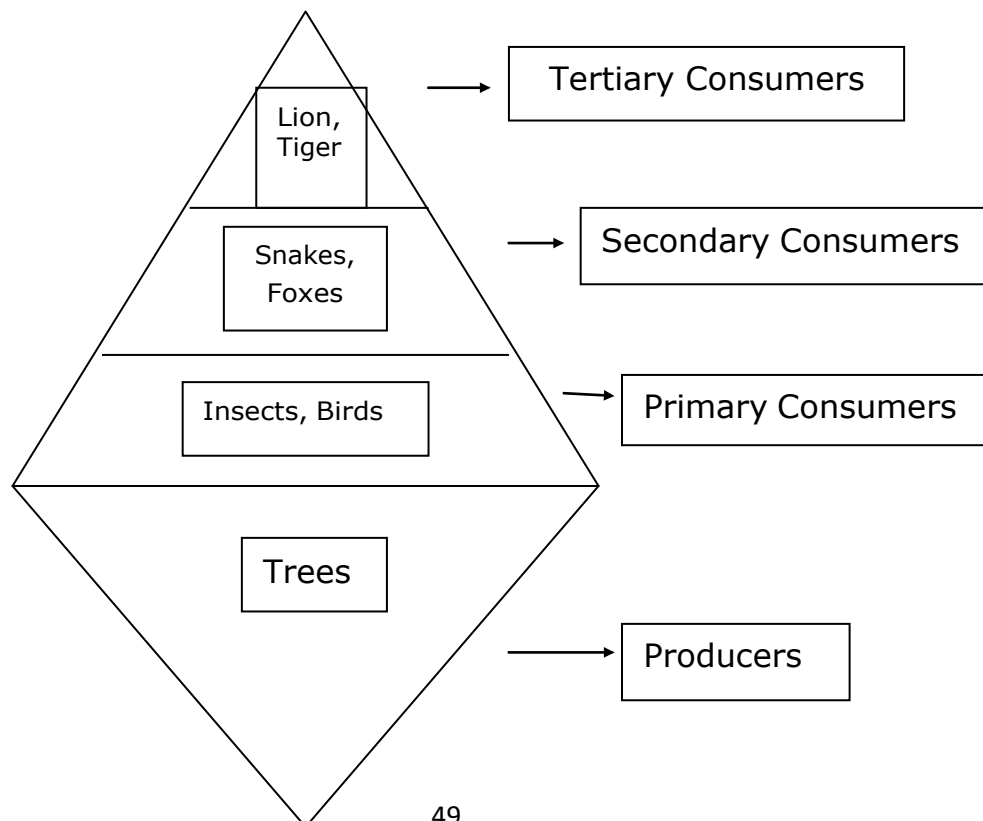 Tertiary Consumers
Lion,
Tiger
Secondary Consumers
Snakes,
Foxes
Primary Consumers
Insects, Birds
Trees
Producers
49